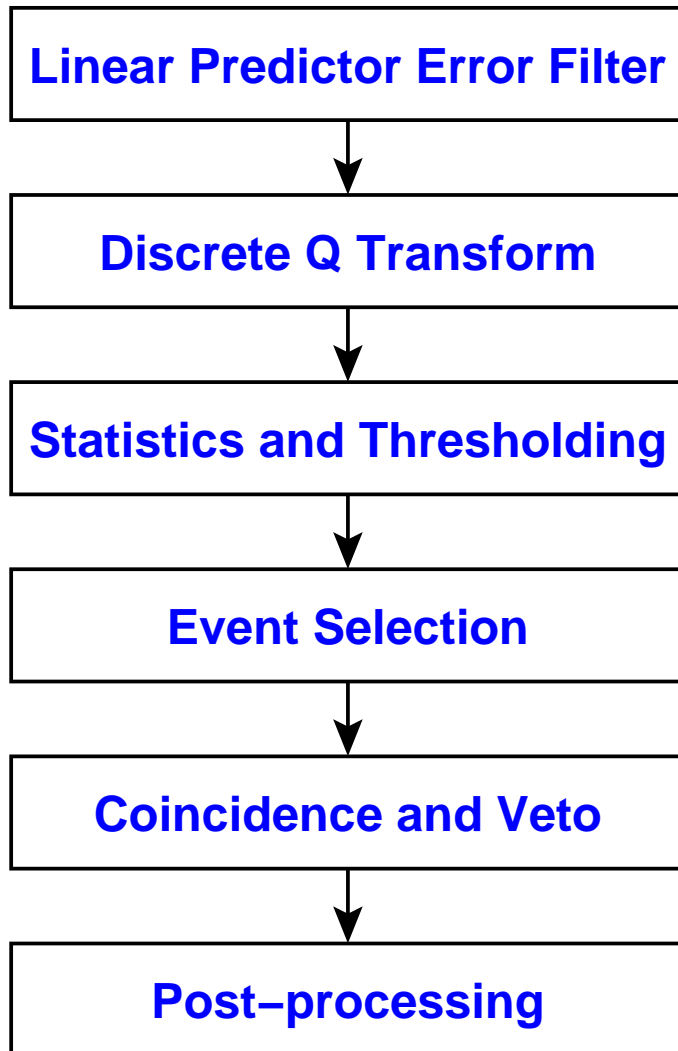 Linear Predictor Error Filter
Discrete Q Transform
Statistics and Thresholding
Event Selection
Coincidence and Veto
Post−processing